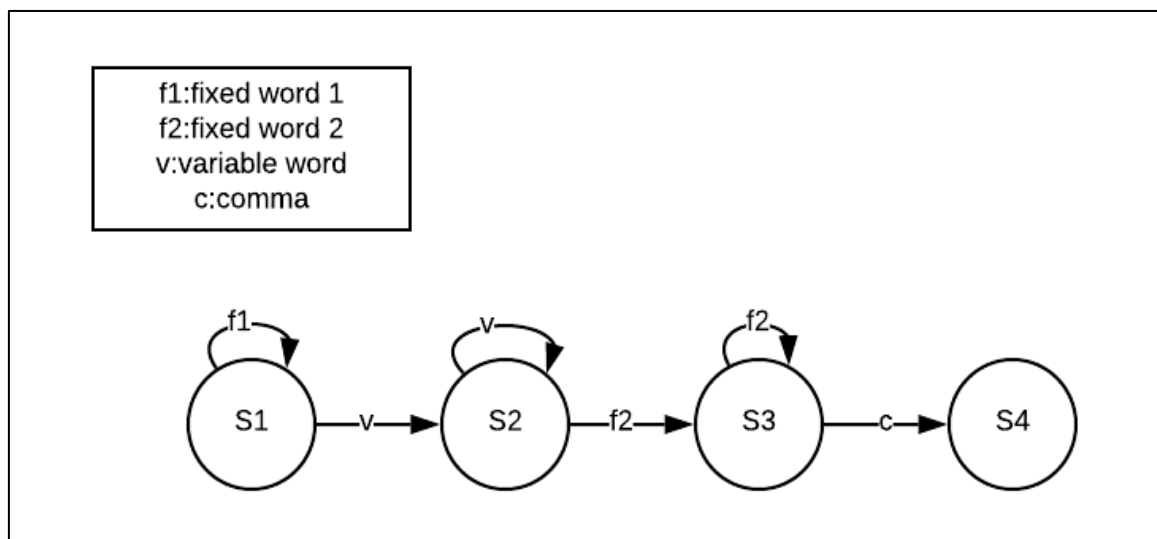 f1:fixed word 1
f2:fixed word 2
v:variable word
c:comma
f1
v
f2
S1
v
S2
f2
S3
c
S4